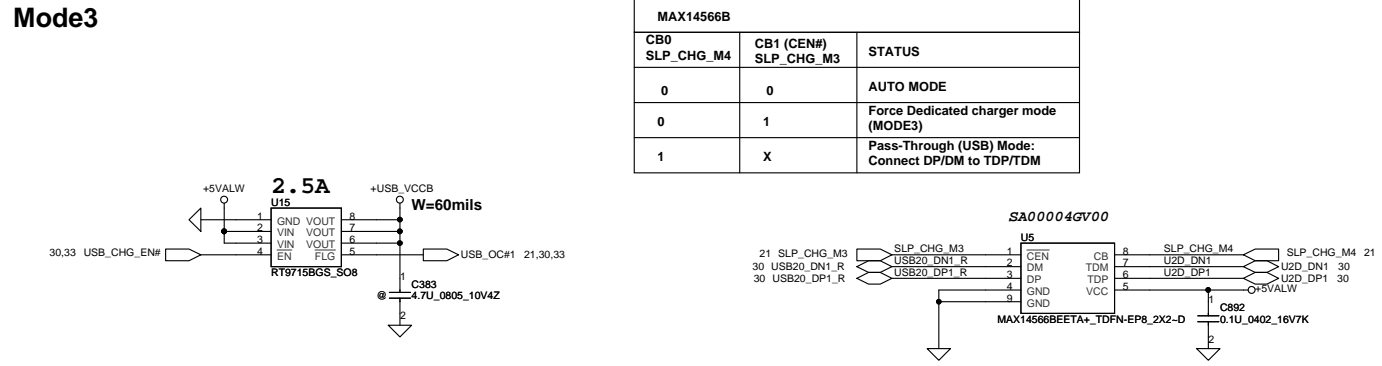 Mode3
MAX14566B
CB0
SLP_CHG_M4
CB1 (CEN#)
SLP_CHG_M3
STATUS
0
0
AUTO MODE
0
1
Force Dedicated charger mode
(MODE3)
1
X
Pass-Through (USB) Mode:
Connect DP/DM to TDP/TDM
+5VALW
2.5A
+USB_VCCB
U15
W=60mils
1 GND VOUT 8
2 VIN VOUT 7
3 VIN VOUT 6
30,33 USB_CHG_EN# 4 EN FLG 5 USB_OC#1 21,30,33
RT9715BGS_SO8
1
C383
@ 4.7U_0805_10V4Z
2
SA00004GV00
U5
21 SLP_CHG_M3 SLP_CHG_M3 1 CEN CB 8 SLP_CHG_M4 SLP_CHG_M4 21
30 USB20_DN1_R USB20_DN1_R 2 DM TDM 7 U2D_DN1 U2D_DN1 30
30 USB20_DP1_R USB20_DP1_R 3 DP TDP 6 U2D_DP1 U2D_DP1 30
4 GND VCC 5 +5VALW
9 GND
MAX14566BEETA+_TDFN-EP8_2X2~D
1
C892
0.1U_0402_16V7K
2